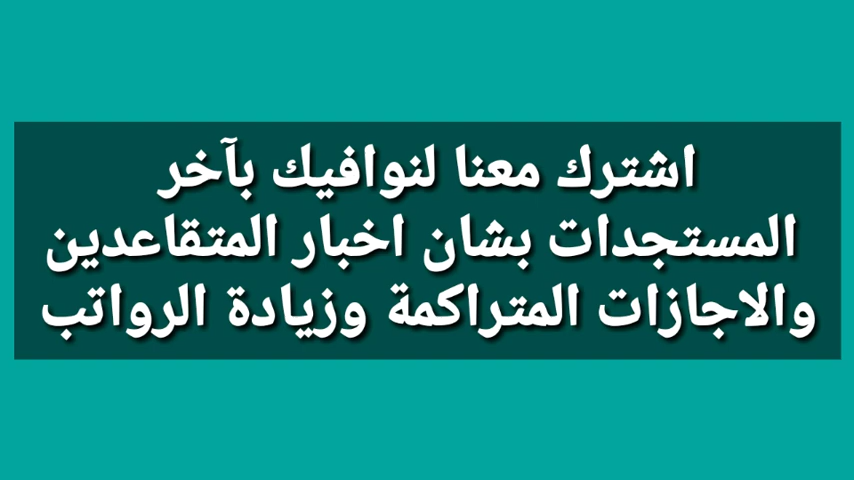 اشترك معنا لنوافيك بآخر
المستجدات بشان اخبار المتقاعدين
والاجازات المتراكمة وزيادة الرواتب